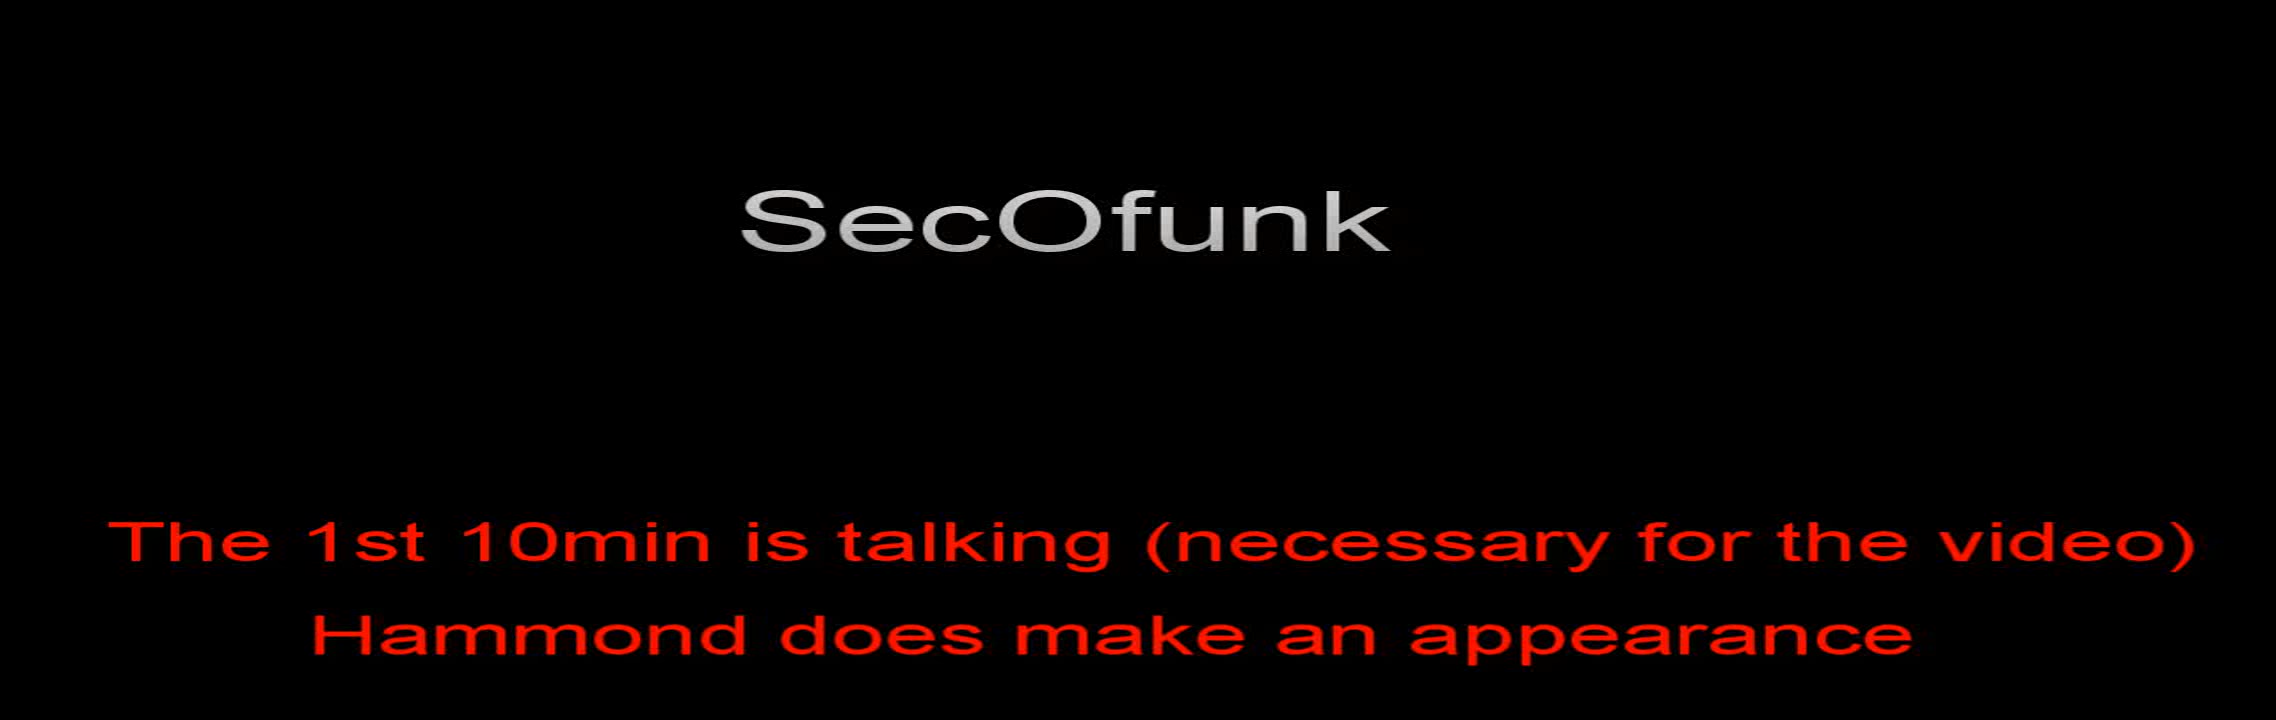 SecOfunk
The 1st 10min is talking (necessary for the video)
Hammond does make an appearance